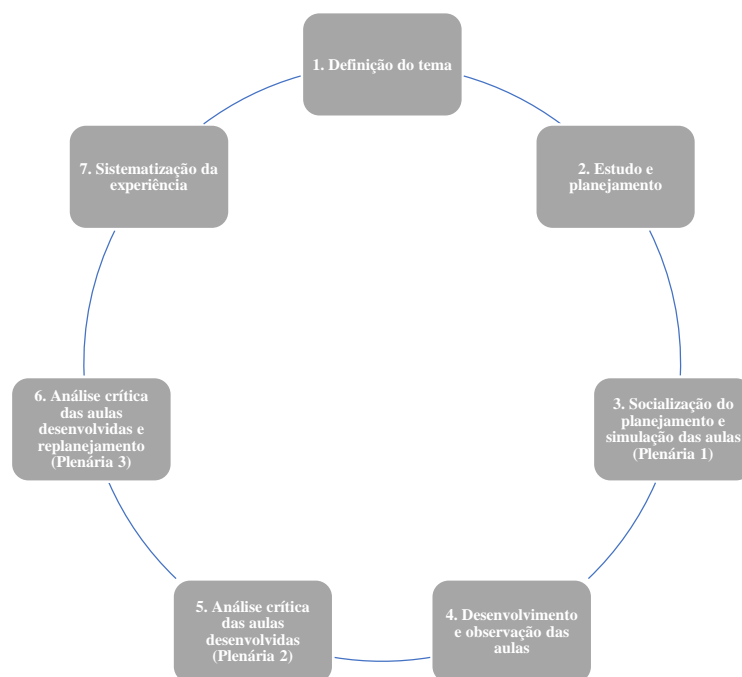 1. Definição do tema
2. Estudo e
planejamento
3. Socialização do
planejamento e
simulação das aulas
(Plenária 1)
4. Desenvolvimento
e observação das
aulas
5. Análise crítica
das aulas
desenvolvidas
(Plenária 2)
6. Análise crítica
das aulas
desenvolvidas e
replanejamento
(Plenária 3)
7. Sistematização da
experiência